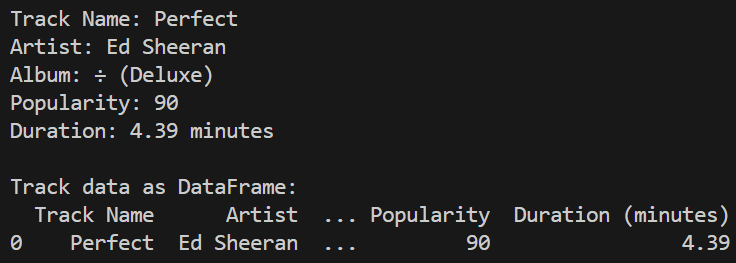 Track Name: Perfect
Artist: Ed Sheeran
Album: ÷ (Deluxe)
Popularity: 90
Duration: 4.39 minutes
Track data as DataFrame:
Track Name Artist ... Popularity Duration (minutes)
0 Perfect Ed Sheeran ... 90 4.39